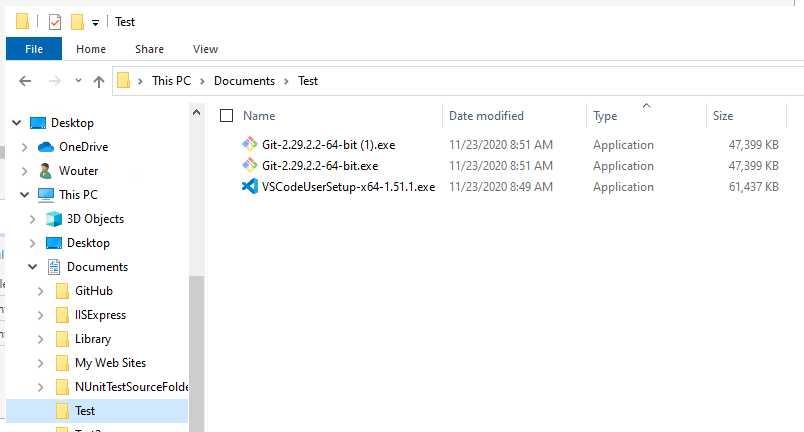 Test
File Home Share View
This PC > Documents > Test
Name Date modified Type Size
Git-2.29.2.2-64-bit (1).exe 11/23/2020 8:51 AM Application 47,399 KB
Git-2.29.2.2-64-bit.exe 11/23/2020 8:51 AM Application 47,399 KB
VSCodeUserSetup-x64-1.51.1.exe 11/23/2020 8:49 AM Application 61,437 KB
Desktop
OneDrive
Wouter
This PC
3D Objects
Desktop
Documents
GitHub
IISExpress
Library
My Web Sites
NUnitTestSourceFolde
Test